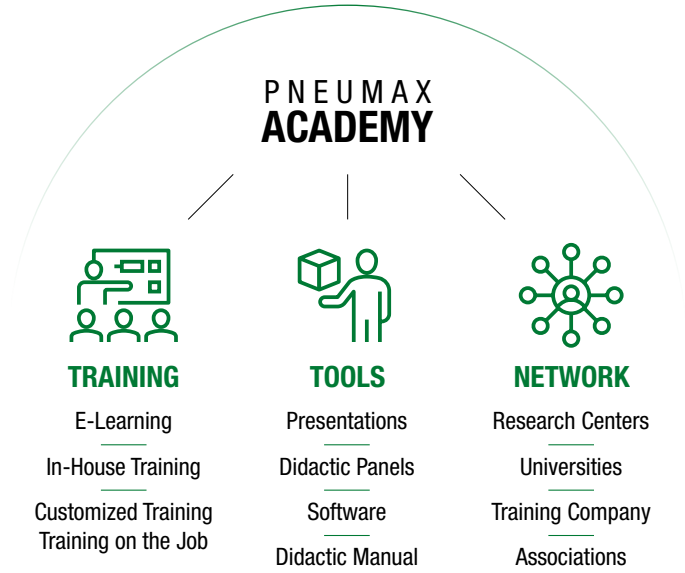 PNEUMAX
ACADEMY
TRAINING
E-Learning
In-House Training
Customized Training
Training on the Job
TOOLS
Presentations
Didactic Panels
Software
Didactic Manual
NETWORK
Research Centers
Universities
Training Company
Associations